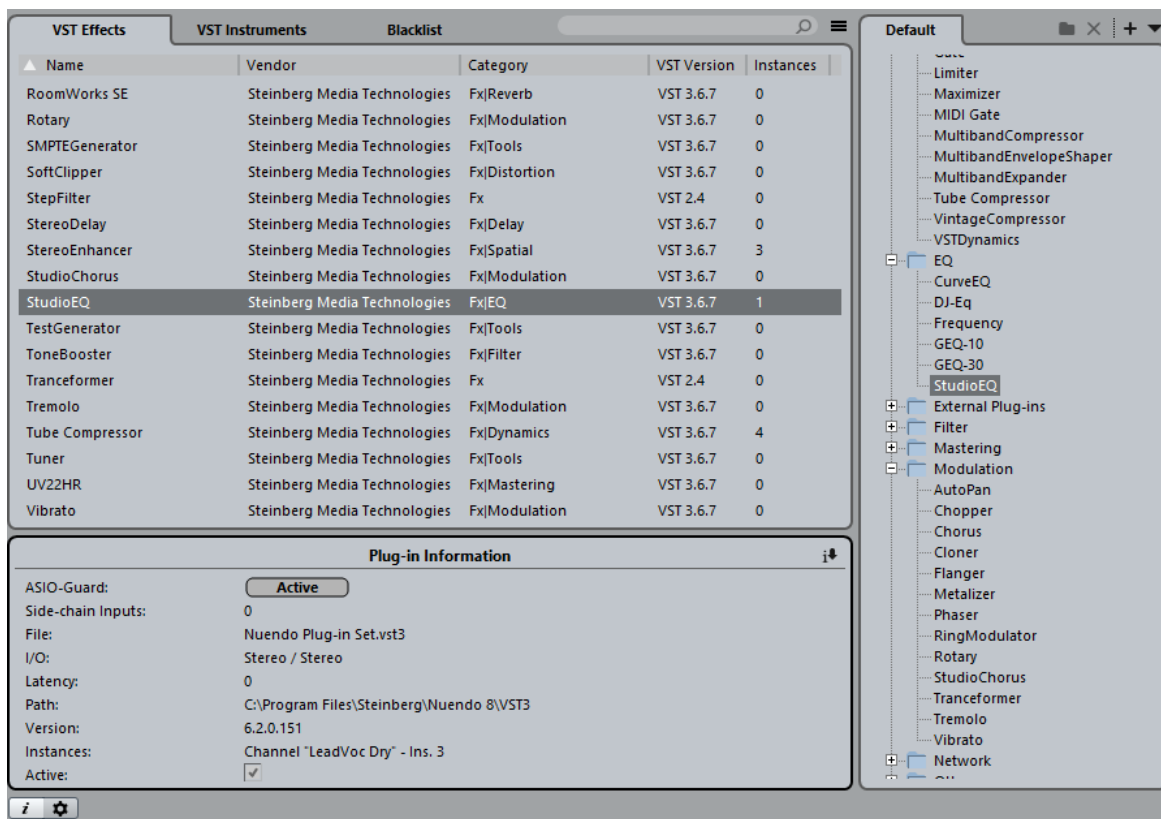 VST Effects VST Instruments Blacklist
Name Vendor Category VST Version Instances
RoomWorks SE Steinberg Media Technologies Fx|Reverb VST 3.6.7 0
Rotary Steinberg Media Technologies Fx|Modulation VST 3.6.7 0
SMPTEGenerator Steinberg Media Technologies Fx|Tools VST 3.6.7 0
SoftClipper Steinberg Media Technologies Fx|Distortion VST 3.6.7 0
StepFilter Steinberg Media Technologies Fx VST 2.4 0
StereoDelay Steinberg Media Technologies Fx|Delay VST 3.6.7 0
StereoEnhancer Steinberg Media Technologies Fx|Spatial VST 3.6.7 3
StudioChorus Steinberg Media Technologies Fx|Modulation VST 3.6.7 0
StudioEQ Steinberg Media Technologies Fx|EQ VST 3.6.7 1
TestGenerator Steinberg Media Technologies Fx|Tools VST 3.6.7 0
ToneBooster Steinberg Media Technologies Fx|Filter VST 3.6.7 0
Tranceformer Steinberg Media Technologies Fx VST 2.4 0
Tremolo Steinberg Media Technologies Fx|Modulation VST 3.6.7 0
Tube Compressor Steinberg Media Technologies Fx|Dynamics VST 3.6.7 4
Tuner Steinberg Media Technologies Fx|Tools VST 3.6.7 0
UV22HR Steinberg Media Technologies Fx|Mastering VST 3.6.7 0
Vibrato Steinberg Media Technologies Fx|Modulation VST 3.6.7 0
Plug-in Information
ASIO-Guard: Active
Side-chain Inputs: 0
File: Nuendo Plug-in Set.vst3
I/O: Stereo / Stereo
Latency: 0
Path: C:\Program Files\Steinberg\Nuendo 8\VST3
Version: 6.2.0.151
Instances: Channel "LeadVoc Dry" - Ins. 3
Active:
Default
Limiter
Maximizer
MIDI Gate
MultibandCompressor
MultibandEnvelopeShaper
MultibandExpander
Tube Compressor
VintageCompressor
VSTDynamics
EQ
CurveEQ
DJ-Eq
Frequency
GEQ-10
GEQ-30
StudioEQ
External Plug-ins
Filter
Mastering
Modulation
AutoPan
Chopper
Chorus
Cloner
Flanger
Metalizer
Phaser
RingModulator
Rotary
StudioChorus
Tranceformer
Tremolo
Vibrato
Network